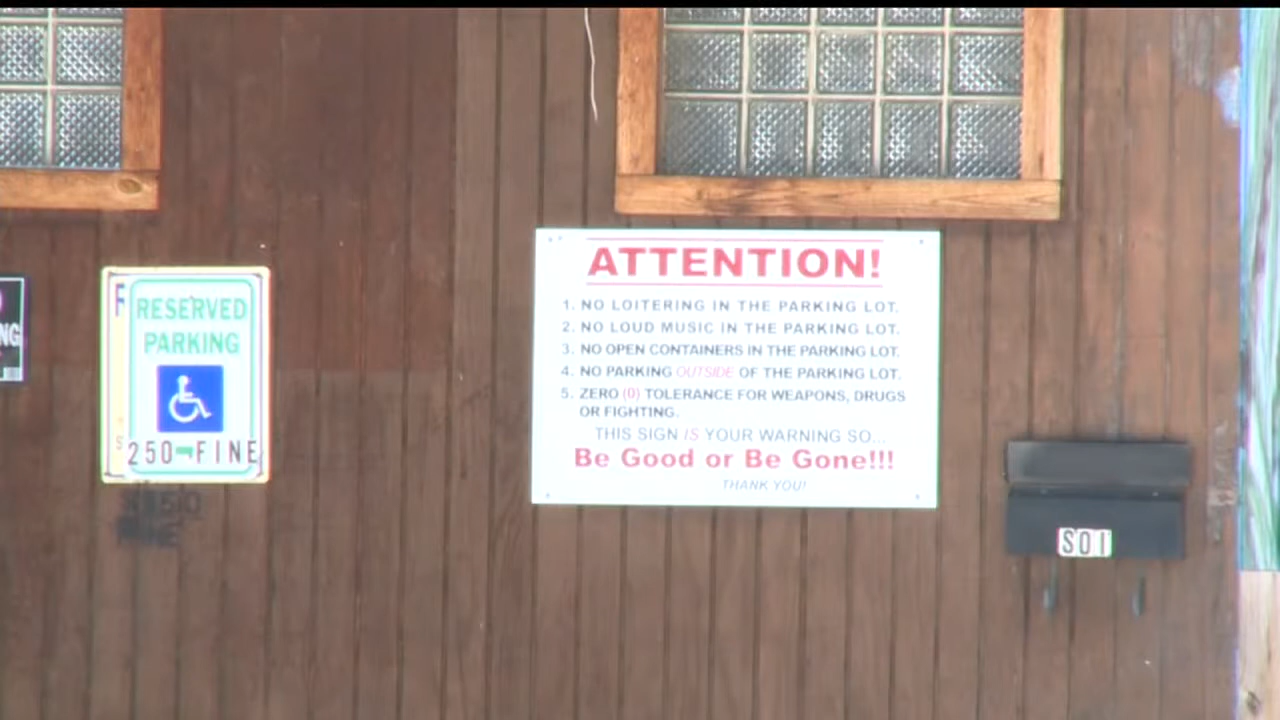 NG
RESERVED
PARKING
250 FINE
ATTENTION!
1. NO LOITERING IN THE PARKING LOT.
2. NO LOUD MUSIC IN THE PARKING LOT.
3. NO OPEN CONTAINERS IN THE PARKING LOT.
4. NO PARKING OUTSIDE OF THE PARKING LOT.
5. ZERO (0) TOLERANCE FOR WEAPONS, DRUGS
OR FIGHTING.
THIS SIGN IS YOUR WARNING SO...
Be Good or Be Gone!!!
THANK YOU!